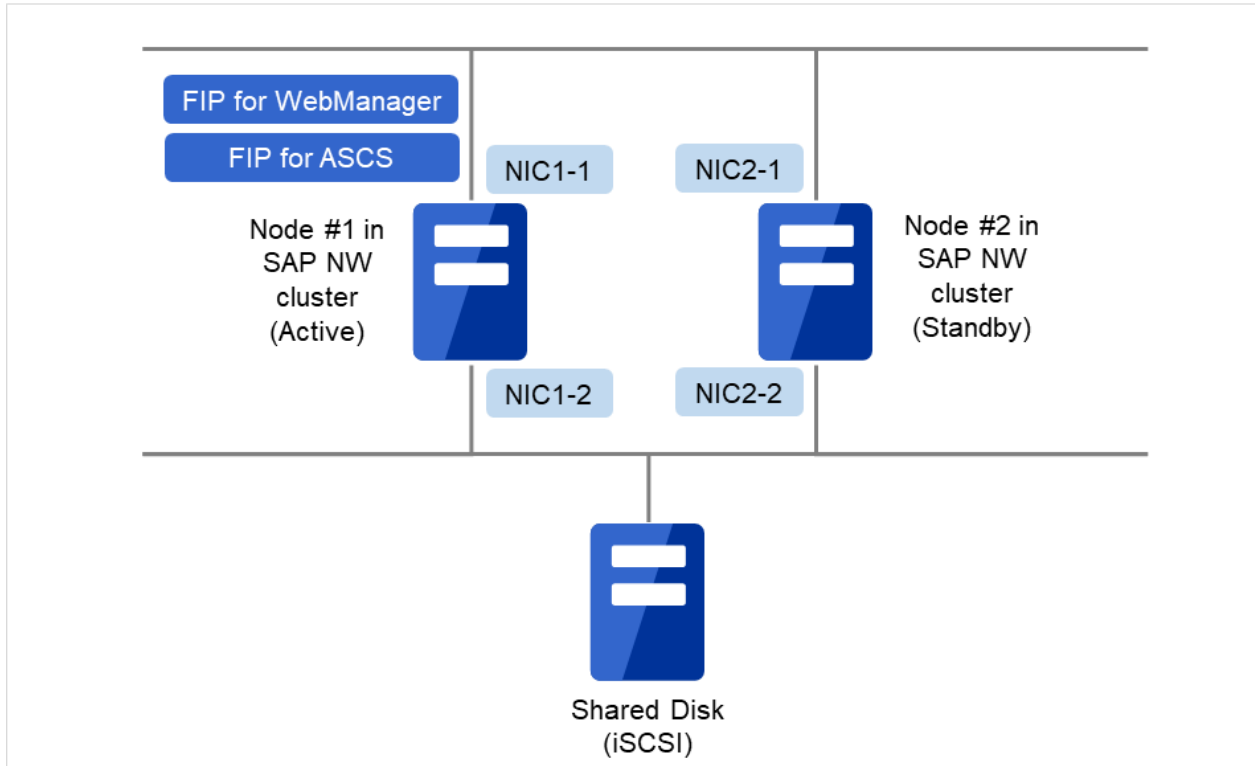 FIP for WebManager
FIP for ASCS
NIC1-1
NIC2-1
Node #1 in
SAP NW
cluster
(Active)
Node #2 in
SAP NW
cluster
(Standby)
NIC1-2
NIC2-2
Shared Disk
(iSCSI)